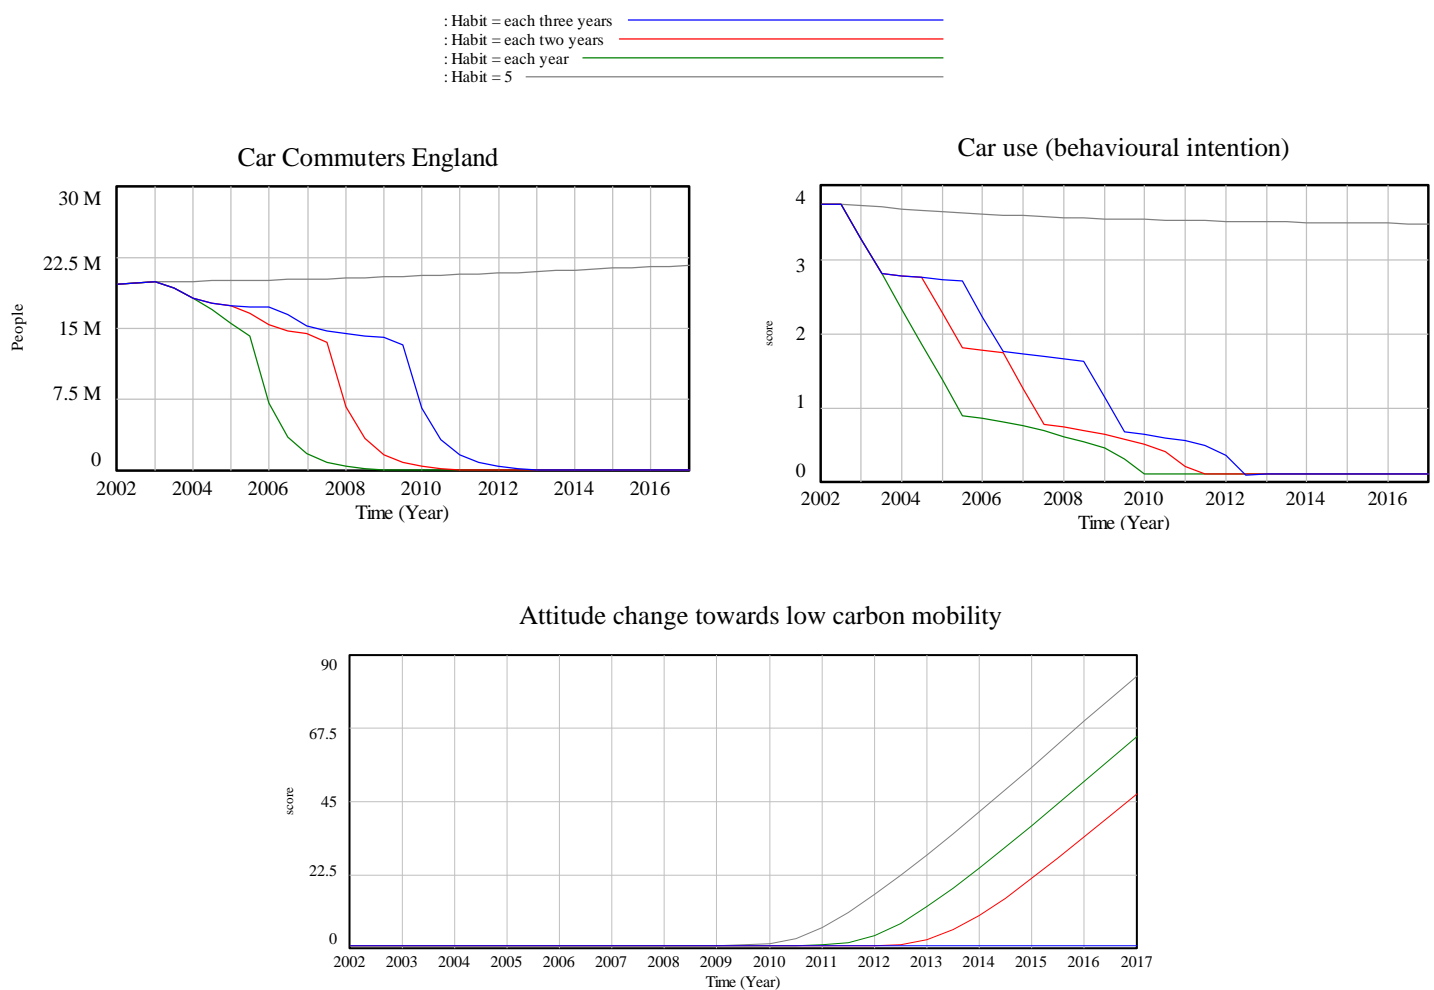 : Habit = each three years
: Habit = each two years
: Habit = each year
: Habit = 5
Car Commuters England
30 M
22.5 M
15 M
7.5 M
0
People
2002 2004 2006 2008 2010 2012 2014 2016
Time (Year)
Car use (behavioural intention)
4
3
2
1
0
score
2002 2004 2006 2008 2010 2012 2014 2016
Time (Year)
Attitude change towards low carbon mobility
90
67.5
45
22.5
0
score
2002 2003 2004 2005 2006 2007 2008 2009 2010 2011 2012 2013 2014 2015 2016 2017
Time (Year)